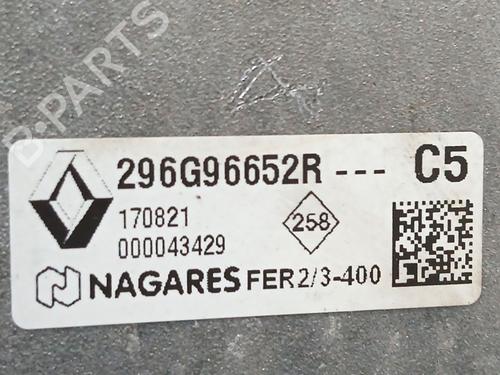 B-PARTS
296G96652R --- C5
170821
258
000043429
NAGARES FER2/3-400